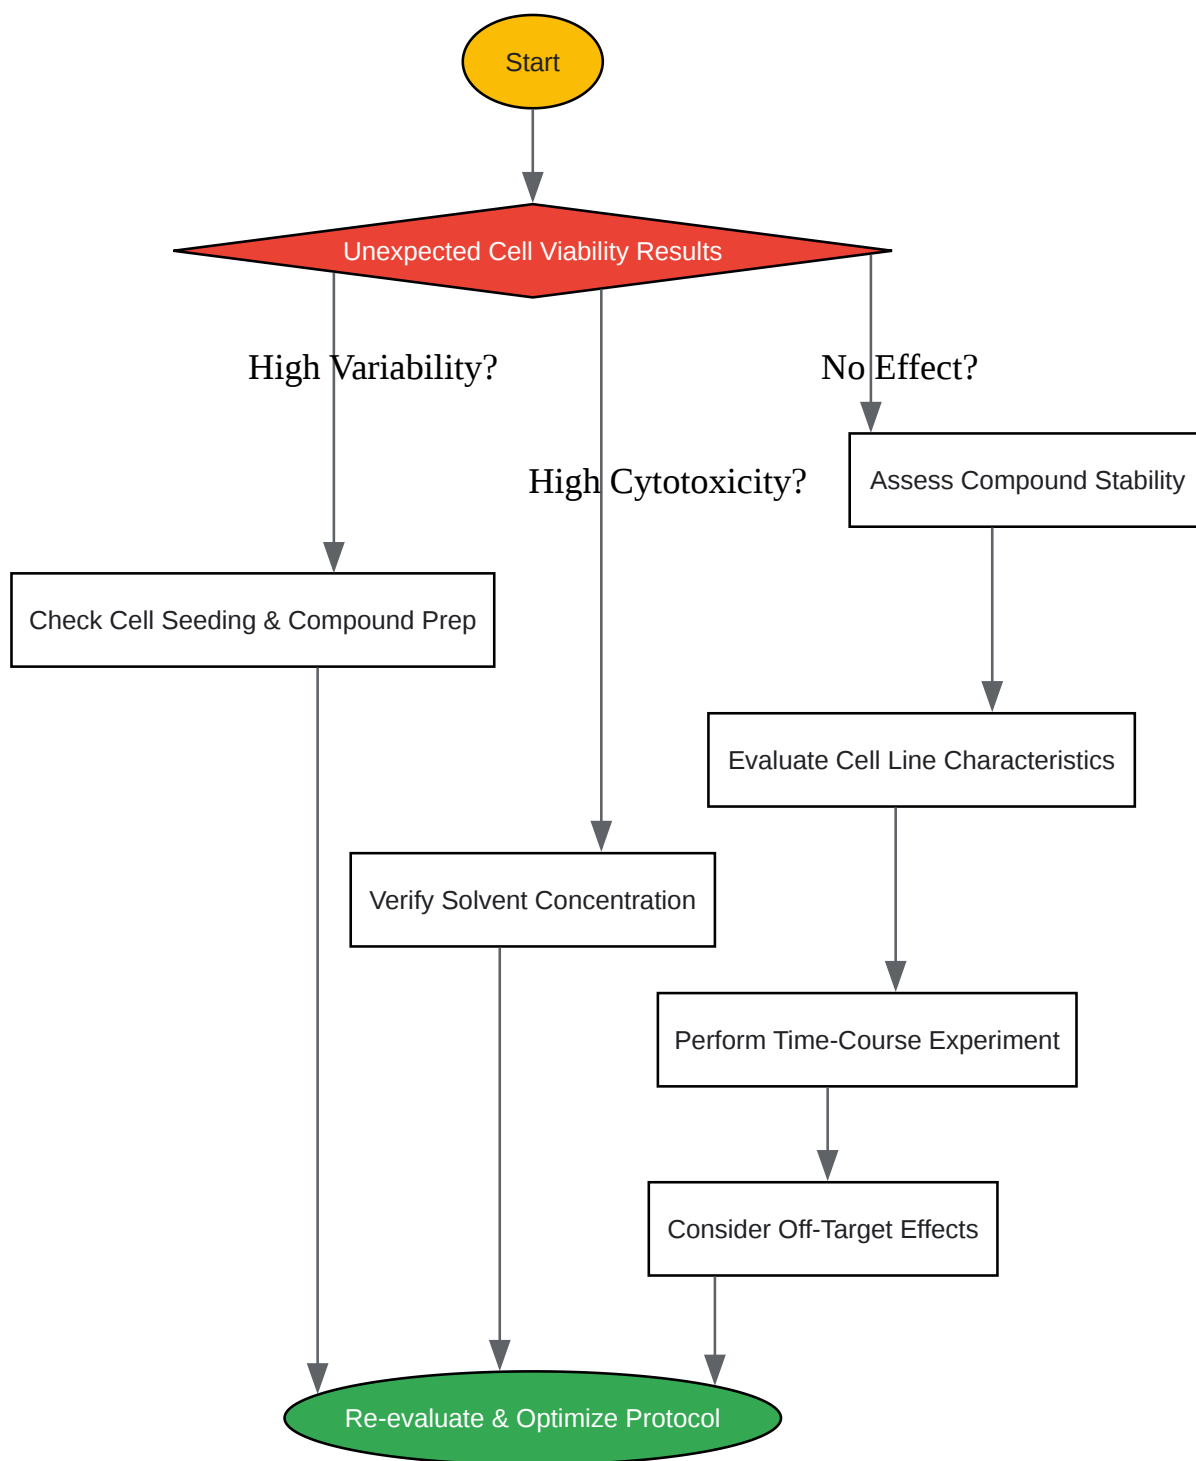 Start
Unexpected Cell Viability Results
High Variability?
No Effect?
High Cytotoxicity?
Assess Compound Stability
Check Cell Seeding & Compound Prep
Evaluate Cell Line Characteristics
Verify Solvent Concentration
Perform Time-Course Experiment
Consider Off-Target Effects
Re-evaluate & Optimize Protocol